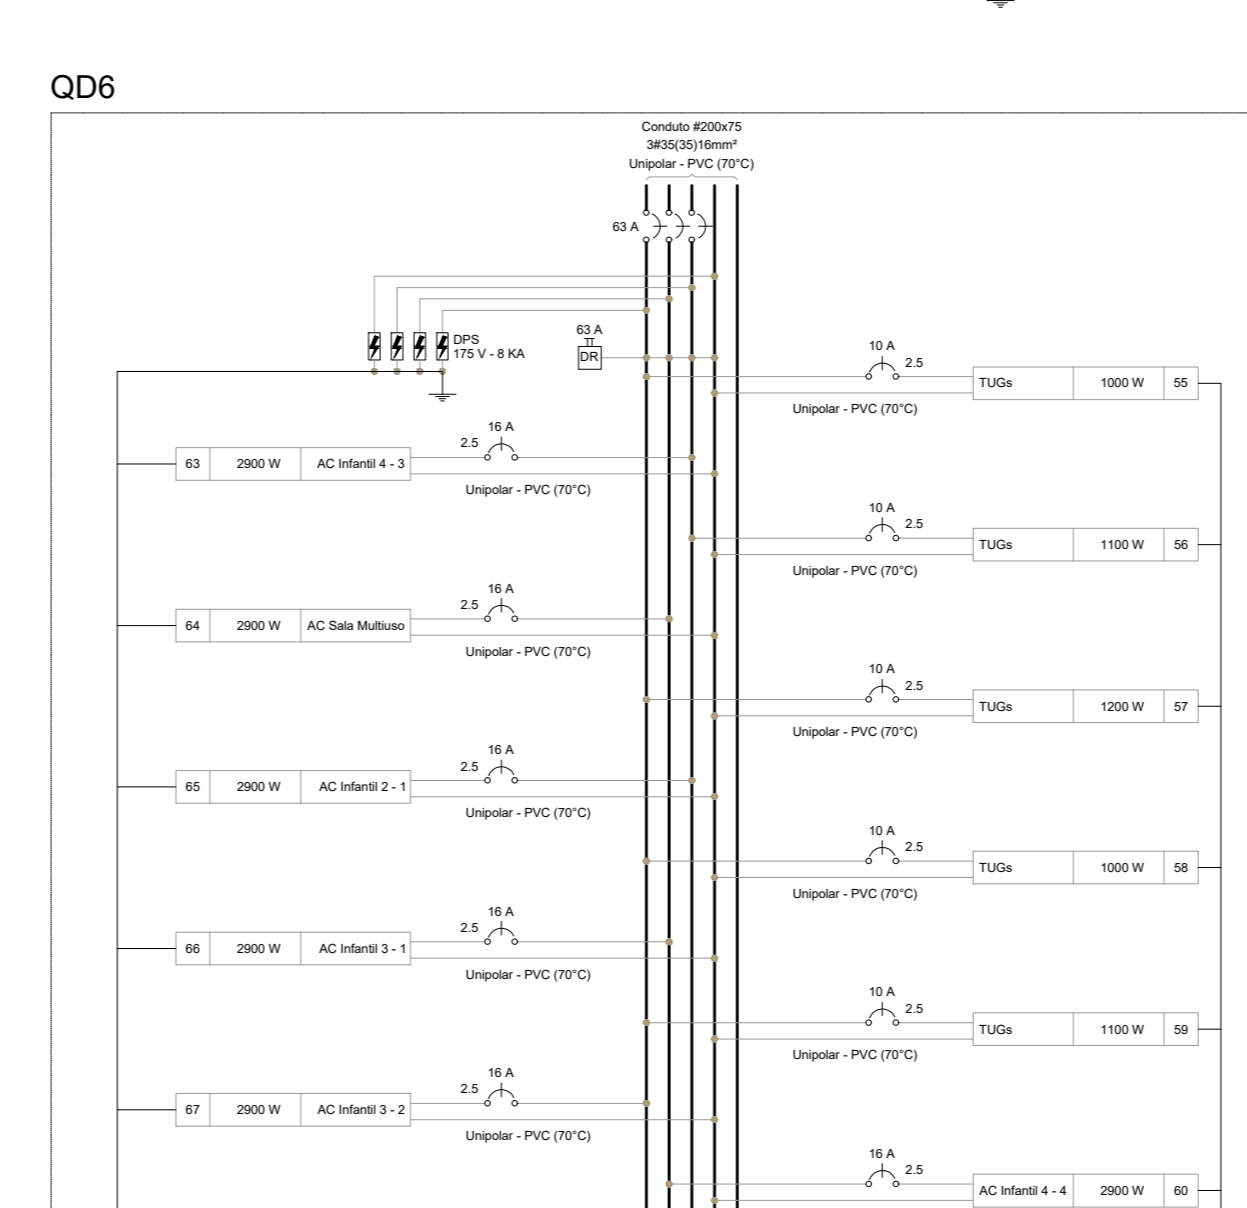 QD6
Conduto #200x75
3#35(35)16mm²
Unipolar - PVC (70°C)
63 A
DPS
175 V - 8 KA
63 A
DR
10 A
2.5
TUGs 1000 W 55
Unipolar - PVC (70°C)
16 A
2.5
63 2900 W AC Infantil 4 - 3
Unipolar - PVC (70°C)
10 A
2.5
TUGs 1100 W 56
Unipolar - PVC (70°C)
16 A
2.5
64 2900 W AC Sala Multiuso
Unipolar - PVC (70°C)
10 A
2.5
TUGs 1200 W 57
Unipolar - PVC (70°C)
16 A
2.5
65 2900 W AC Infantil 2 - 1
Unipolar - PVC (70°C)
10 A
2.5
TUGs 1000 W 58
Unipolar - PVC (70°C)
16 A
2.5
66 2900 W AC Infantil 3 - 1
Unipolar - PVC (70°C)
10 A
2.5
TUGs 1100 W 59
Unipolar - PVC (70°C)
16 A
2.5
67 2900 W AC Infantil 3 - 2
Unipolar - PVC (70°C)
16 A
2.5
AC Infantil 4 - 4 2900 W 60